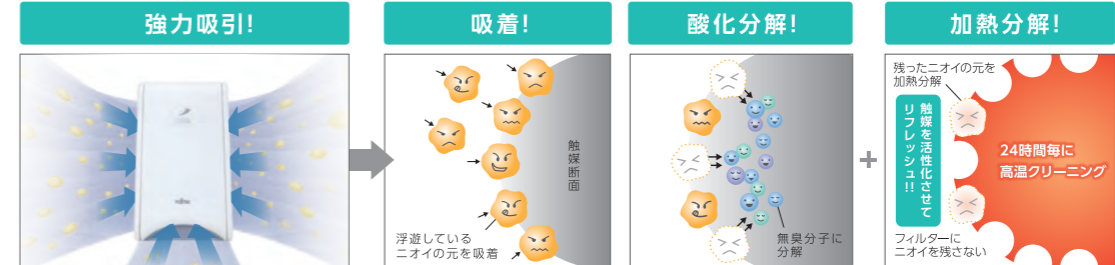 強力吸引!
吸着!
触媒断面
浮遊している
ニオイの元を吸着
酸化分解!
無臭分子に
分解
+
加熱分解!
残ったニオイの元を
加熱分解
触媒を活性化させて
リフレッシュ!!
24時間毎に
高温クリーニング
フィルターに
ニオイを残さない